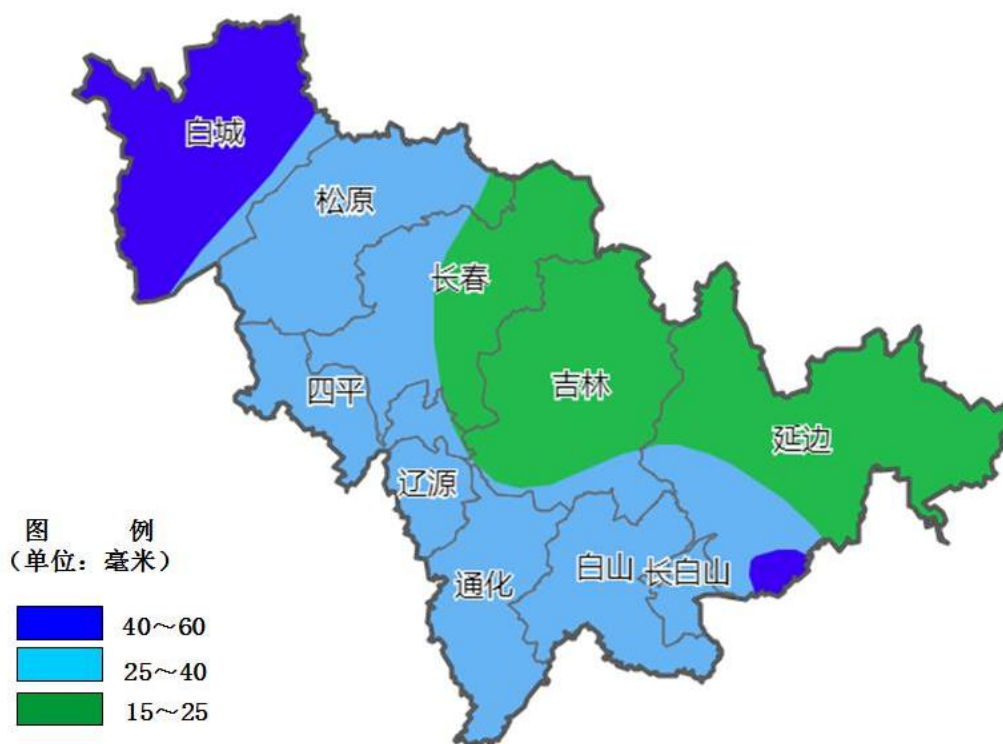 白城
松原
长春
吉林
四平
延边
辽源
通化
白山
长白山
图 例
（单位：毫米）
40～60
25～40
15～25